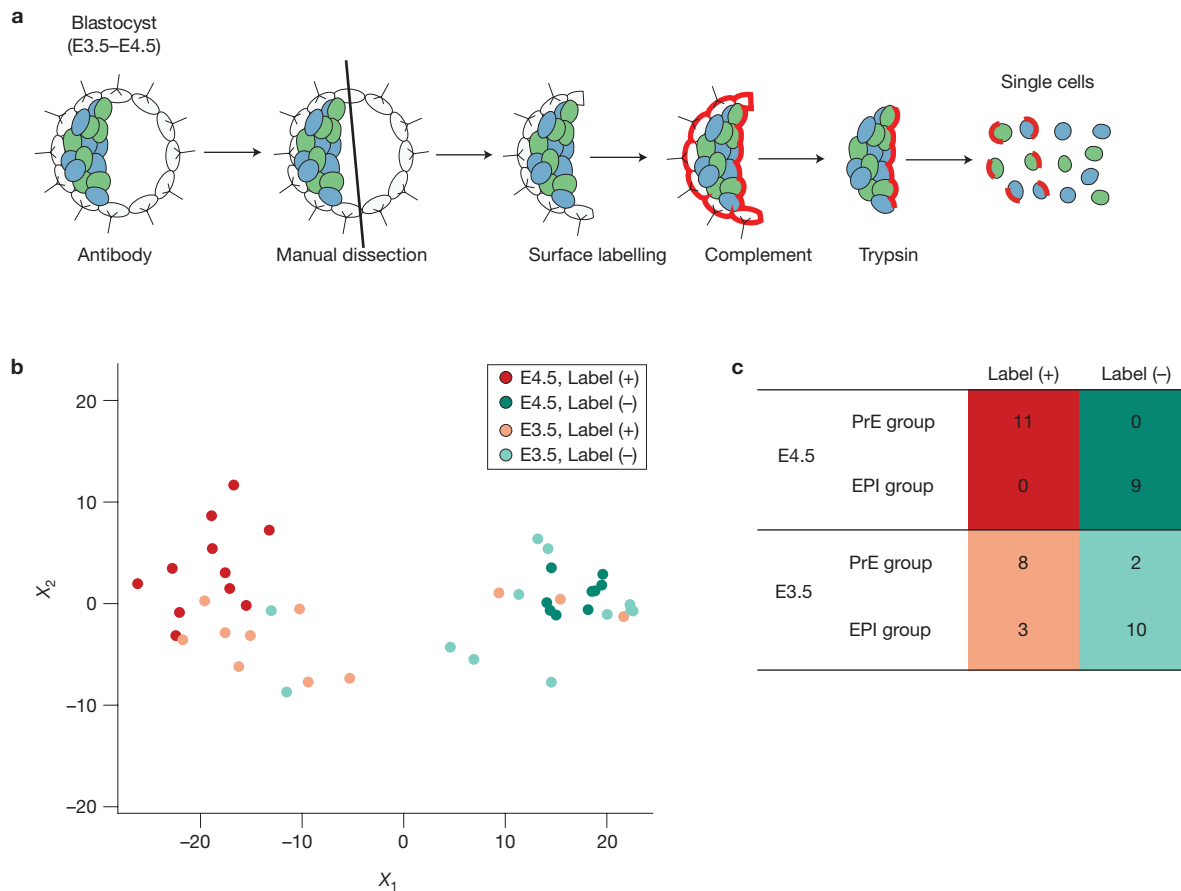 a
Blastocyst
(E3.5–E4.5)
Single cells
Antibody
Manual dissection
Surface labelling
Complement
Trypsin
b
E4.5, Label (+)
E4.5, Label (–)
E3.5, Label (+)
E3.5, Label (–)
20
10
0
–10
–20
X2
–20
–10
0
10
20
X1
c
Label (+) Label (–)
E4.5
PrE group 11 0
EPI group 0 9
E3.5
PrE group 8 2
EPI group 3 10